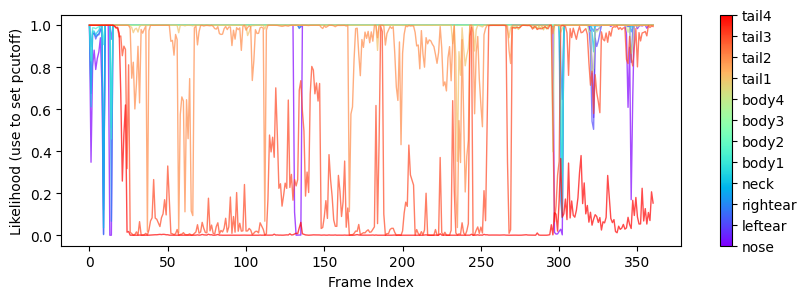 Likelihood (use to set pcutoff)
1.0
0.8
0.6
0.4
0.2
0.0
0
50
100
150
200
250
300
350
Frame Index
tail4
tail3
tail2
tail1
body4
body3
body2
body1
neck
rightear
leftear
nose